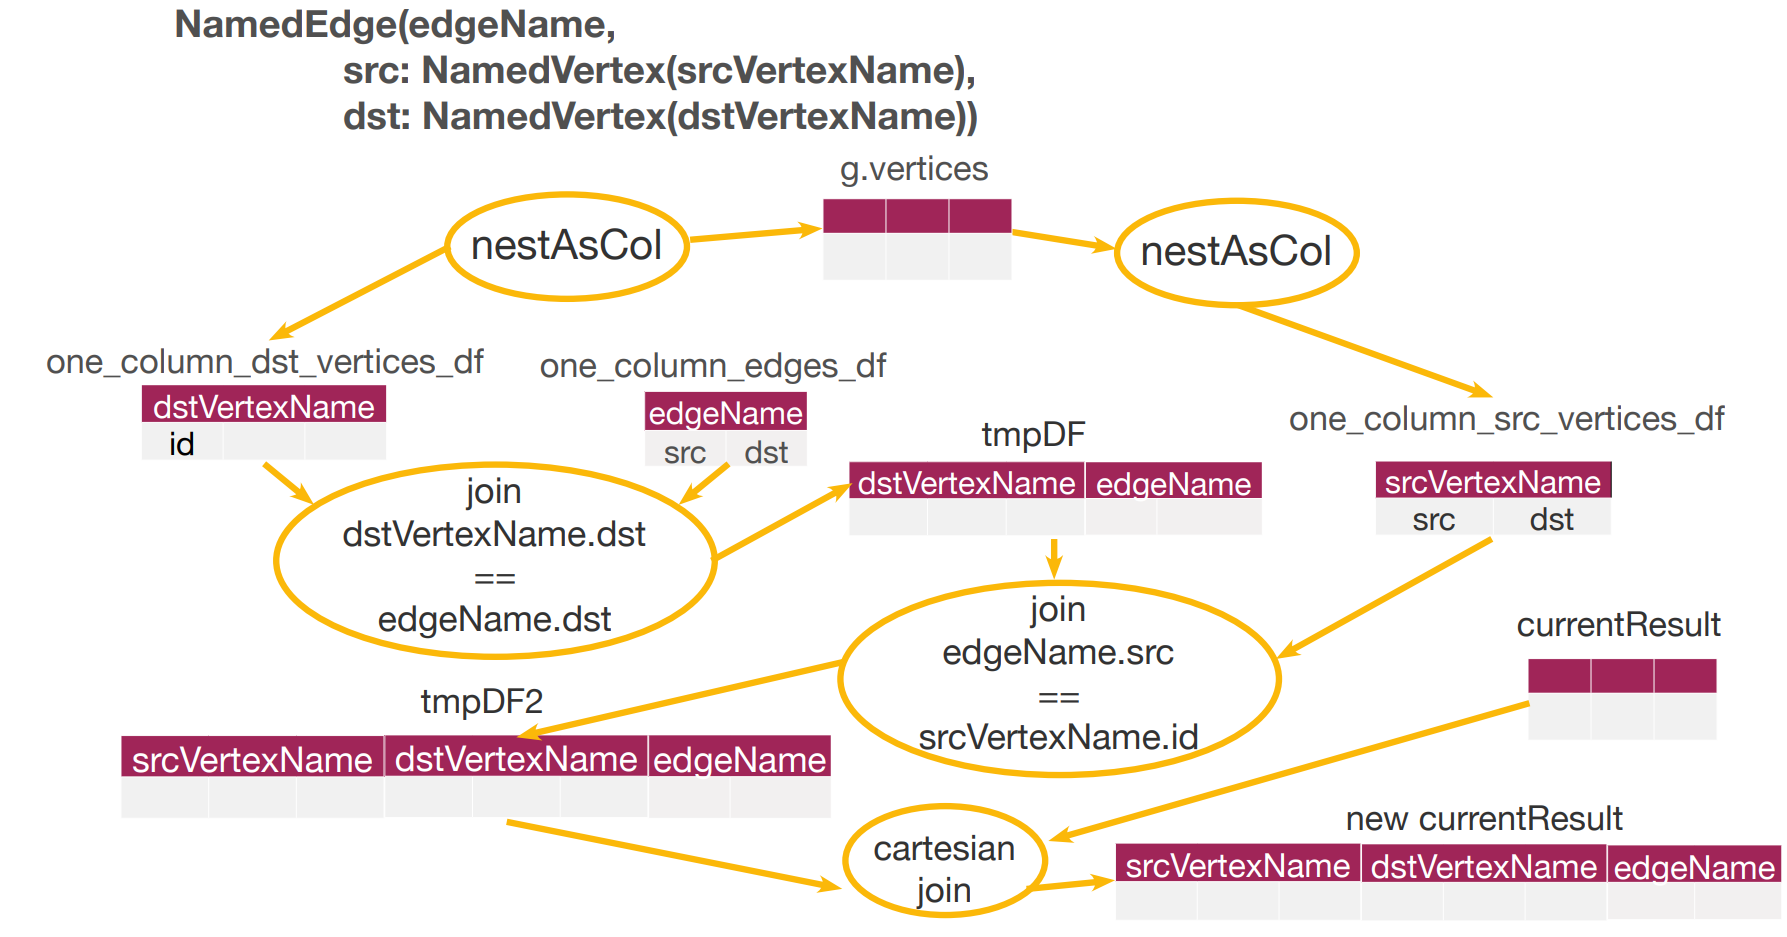 NamedEdge(edgeName,
src: NamedVertex(srcVertexName),
dst: NamedVertex(dstVertexName))
g.vertices
nestAsCol
nestAsCol
one_column_dst_vertices_df
dstVertexName
id
one_column_edges_df
edgeName
src dst
tmpDF
dstVertexName edgeName
one_column_src_vertices_df
srcVertexName
src dst
join
dstVertexName.dst
==
edgeName.dst
join
edgeName.src
==
srcVertexName.id
currentResult
tmpDF2
srcVertexName dstVertexName edgeName
cartesian
join
new currentResult
srcVertexName dstVertexName edgeName